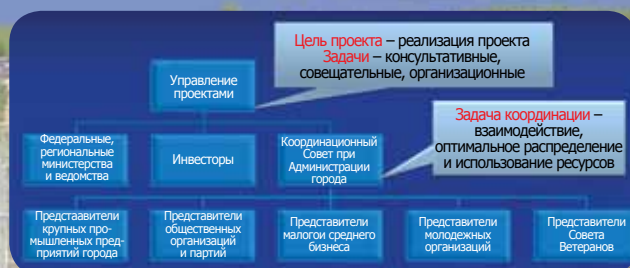 Цель проекта – реализация проекта
Задачи – консультативные,
совещательные, организационные
Управление
проектами
Задача координации –
взаимодействие,
оптимальное распределение
и использование ресурсов
Федеральные,
региональные
министерства
и ведомства
Инвесторы
Координационный
Совет при
Администрации
города
Представители
крупных про-
мышленных пред-
приятий города
Представители
общественных
организаций
и партий
Представители
малогои среднего
бизнеса
Представители
молодежных
организаций
Представители
Совета
Ветеранов